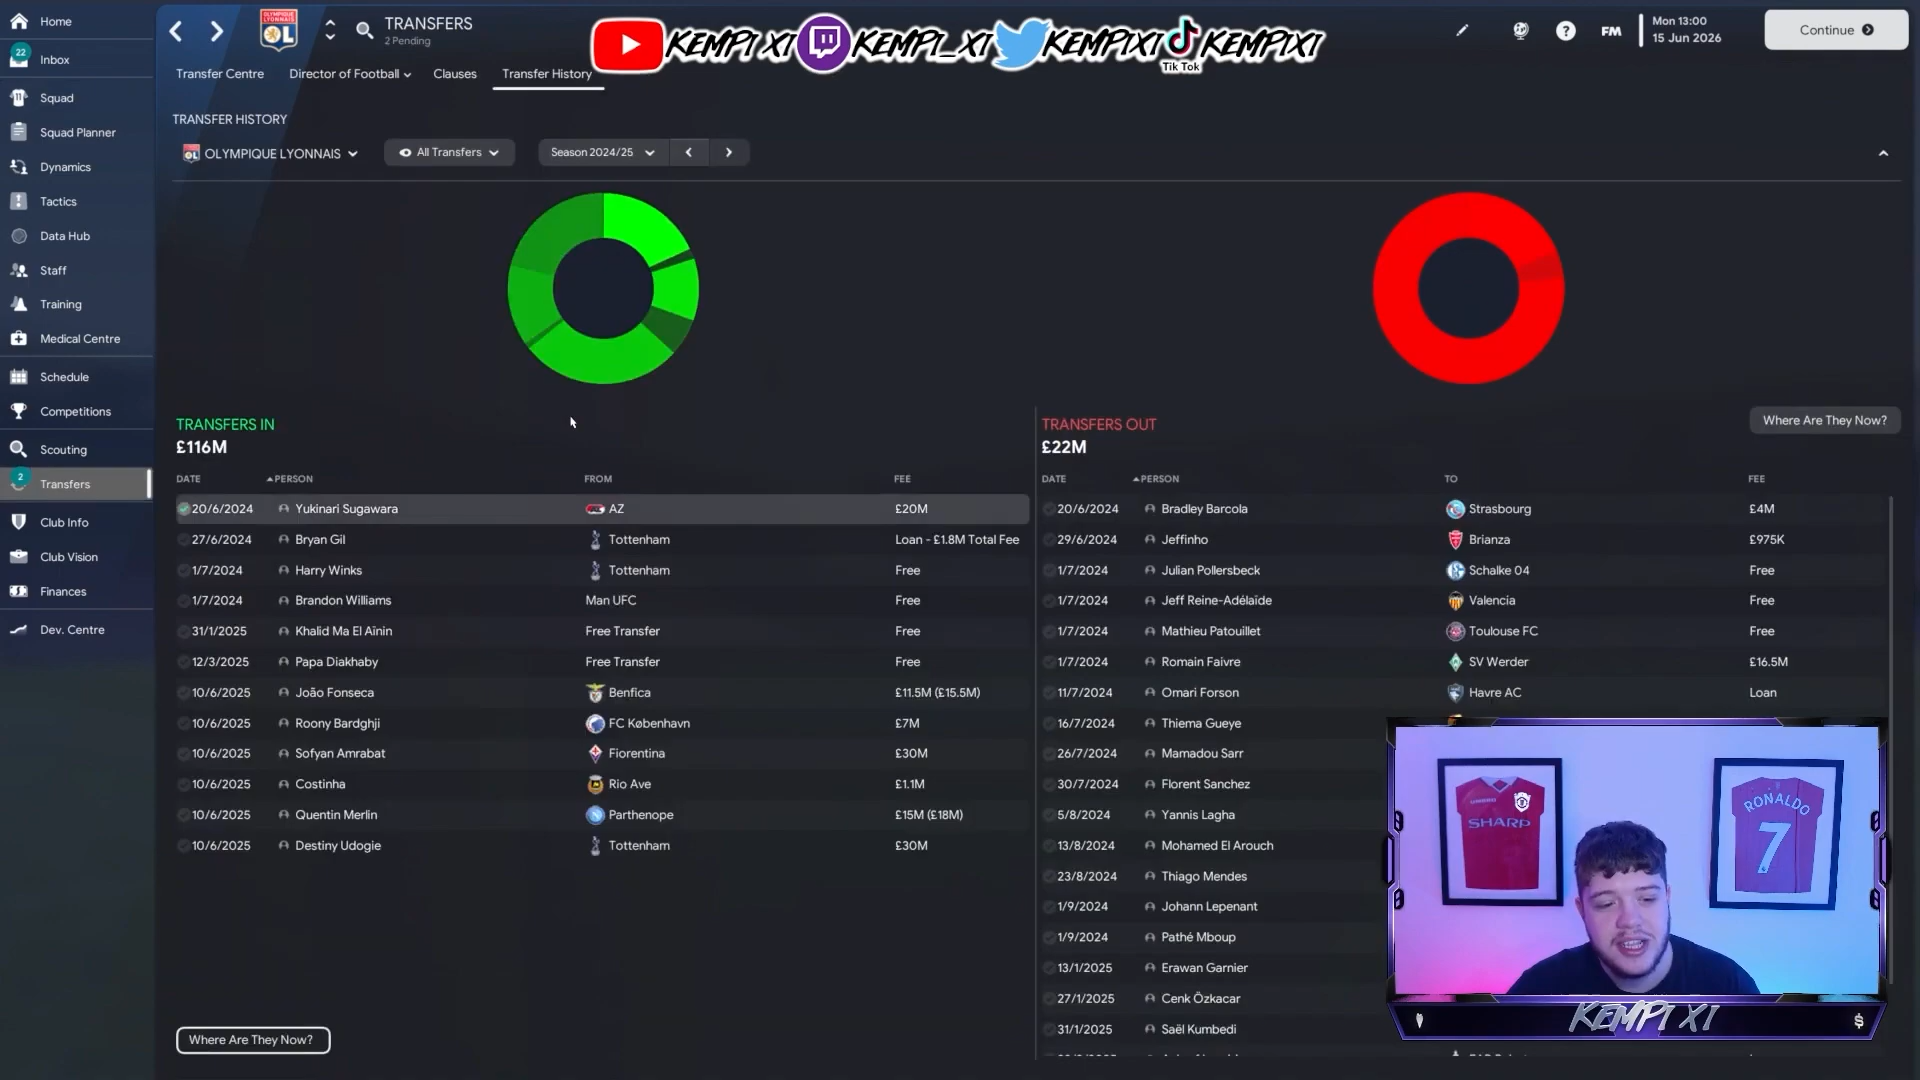 Home
22
Inbox
Squad
Squad Planner
Dynamics
Tactics
Data Hub
Staff
Training
Medical Centre
Schedule
Competitions
Scouting
2
Transfers
Club Info
Club Vision
Finances
Dev. Centre
OLYMPIQUE LYONNAIS
OL
TRANSFERS
2 Pending
KEMPI XI KEMPI_XI KEMPIXI KEMPIXI
Tik Tok
FM
Mon 13:00
15 Jun 2026
Continue
Transfer Centre Director of Football Clauses Transfer History
TRANSFER HISTORY
OLYMPIQUE LYONNAIS All Transfers Season 2024/25
TRANSFERS IN
£116M
DATE PERSON FROM FEE
20/6/2024 Yukinari Sugawara AZ £20M
27/6/2024 Bryan Gil Tottenham Loan - £1.8M Total Fee
1/7/2024 Harry Winks Tottenham Free
1/7/2024 Brandon Williams Man UFC Free
31/1/2025 Khalid Ma El Aïnin Free Transfer Free
12/3/2025 Papa Diakhaby Free Transfer Free
10/6/2025 João Fonseca Benfica £11.5M (£15.5M)
10/6/2025 Roony Bardghji FC København £7M
10/6/2025 Sofyan Amrabat Fiorentina £30M
10/6/2025 Costinha Rio Ave £1.1M
10/6/2025 Quentin Merlin Parthenope £15M (£18M)
10/6/2025 Destiny Udogie Tottenham £30M
Where Are They Now?
TRANSFERS OUT
£22M
Where Are They Now?
DATE PERSON TO FEE
20/6/2024 Bradley Barcola Strasbourg £4M
29/6/2024 Jeffinho Brianza £975K
1/7/2024 Julian Pollersbeck Schalke 04 Free
1/7/2024 Jeff Reine-Adélaïde Valencia Free
1/7/2024 Mathieu Patouillet Toulouse FC Free
1/7/2024 Romain Faivre SV Werder £16.5M
11/7/2024 Omari Forson Havre AC Loan
16/7/2024 Thiema Gueye
26/7/2024 Mamadou Sarr
30/7/2024 Florent Sanchez
5/8/2024 Yannis Lagha
13/8/2024 Mohamed El Arouch
23/8/2024 Thiago Mendes
1/9/2024 Johann Lepenant
1/9/2024 Pathé Mboup
13/1/2025 Erawan Garnier
27/1/2025 Cenk Özkacar
31/1/2025 Saël Kumbedi
SHARP
RONALDO
7
KEMPI XI
$